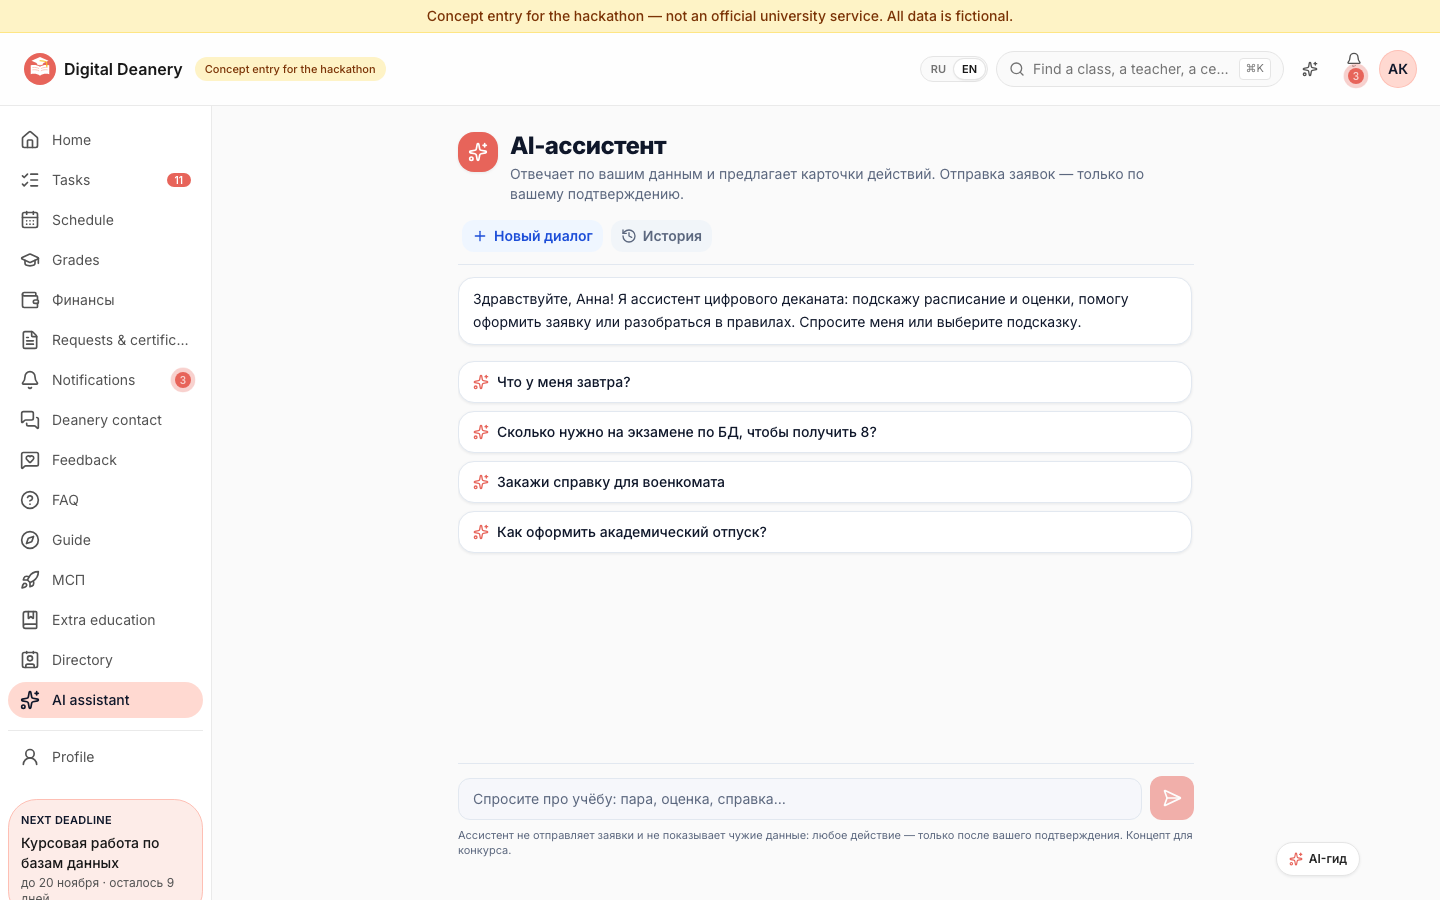 Concept entry for the hackathon — not an official university service. All data is fictional.
Digital Deanery
Concept entry for the hackathon
RU
EN
Find a class, a teacher, a ce...
⌘K
3
АК
Home
Tasks
11
Schedule
Grades
Финансы
Requests & certific...
Notifications
3
Deanery contact
Feedback
FAQ
Guide
МСП
Extra education
Directory
AI assistant
Profile
NEXT DEADLINE
Курсовая работа по
базам данных
до 20 ноября · осталось 9
дней
AI-ассистент
Отвечает по вашим данным и предлагает карточки действий. Отправка заявок — только по
вашему подтверждению.
Новый диалог
История
Здравствуйте, Анна! Я ассистент цифрового деканата: подскажу расписание и оценки, помогу
оформить заявку или разобраться в правилах. Спросите меня или выберите подсказку.
Что у меня завтра?
Сколько нужно на экзамене по БД, чтобы получить 8?
Закажи справку для военкомата
Как оформить академический отпуск?
Спросите про учёбу: пара, оценка, справка...
Ассистент не отправляет заявки и не показывает чужие данные: любое действие — только после вашего подтверждения. Концепт для
конкурса.
AI-гид